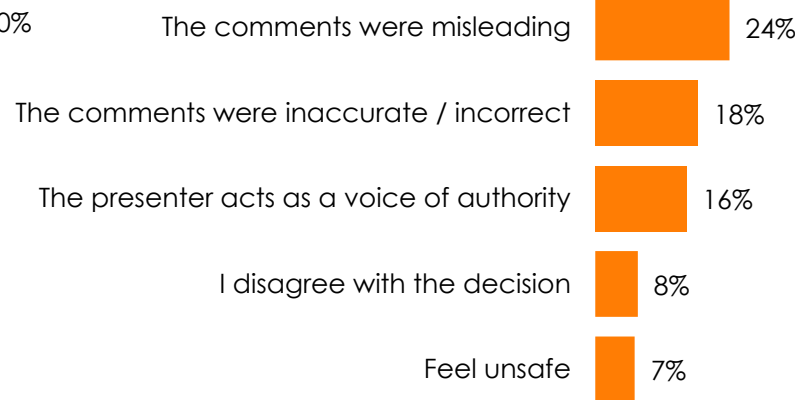 The comments were misleading 24%
The comments were inaccurate / incorrect 18%
The presenter acts as a voice of authority 16%
I disagree with the decision 8%
Feel unsafe 7%